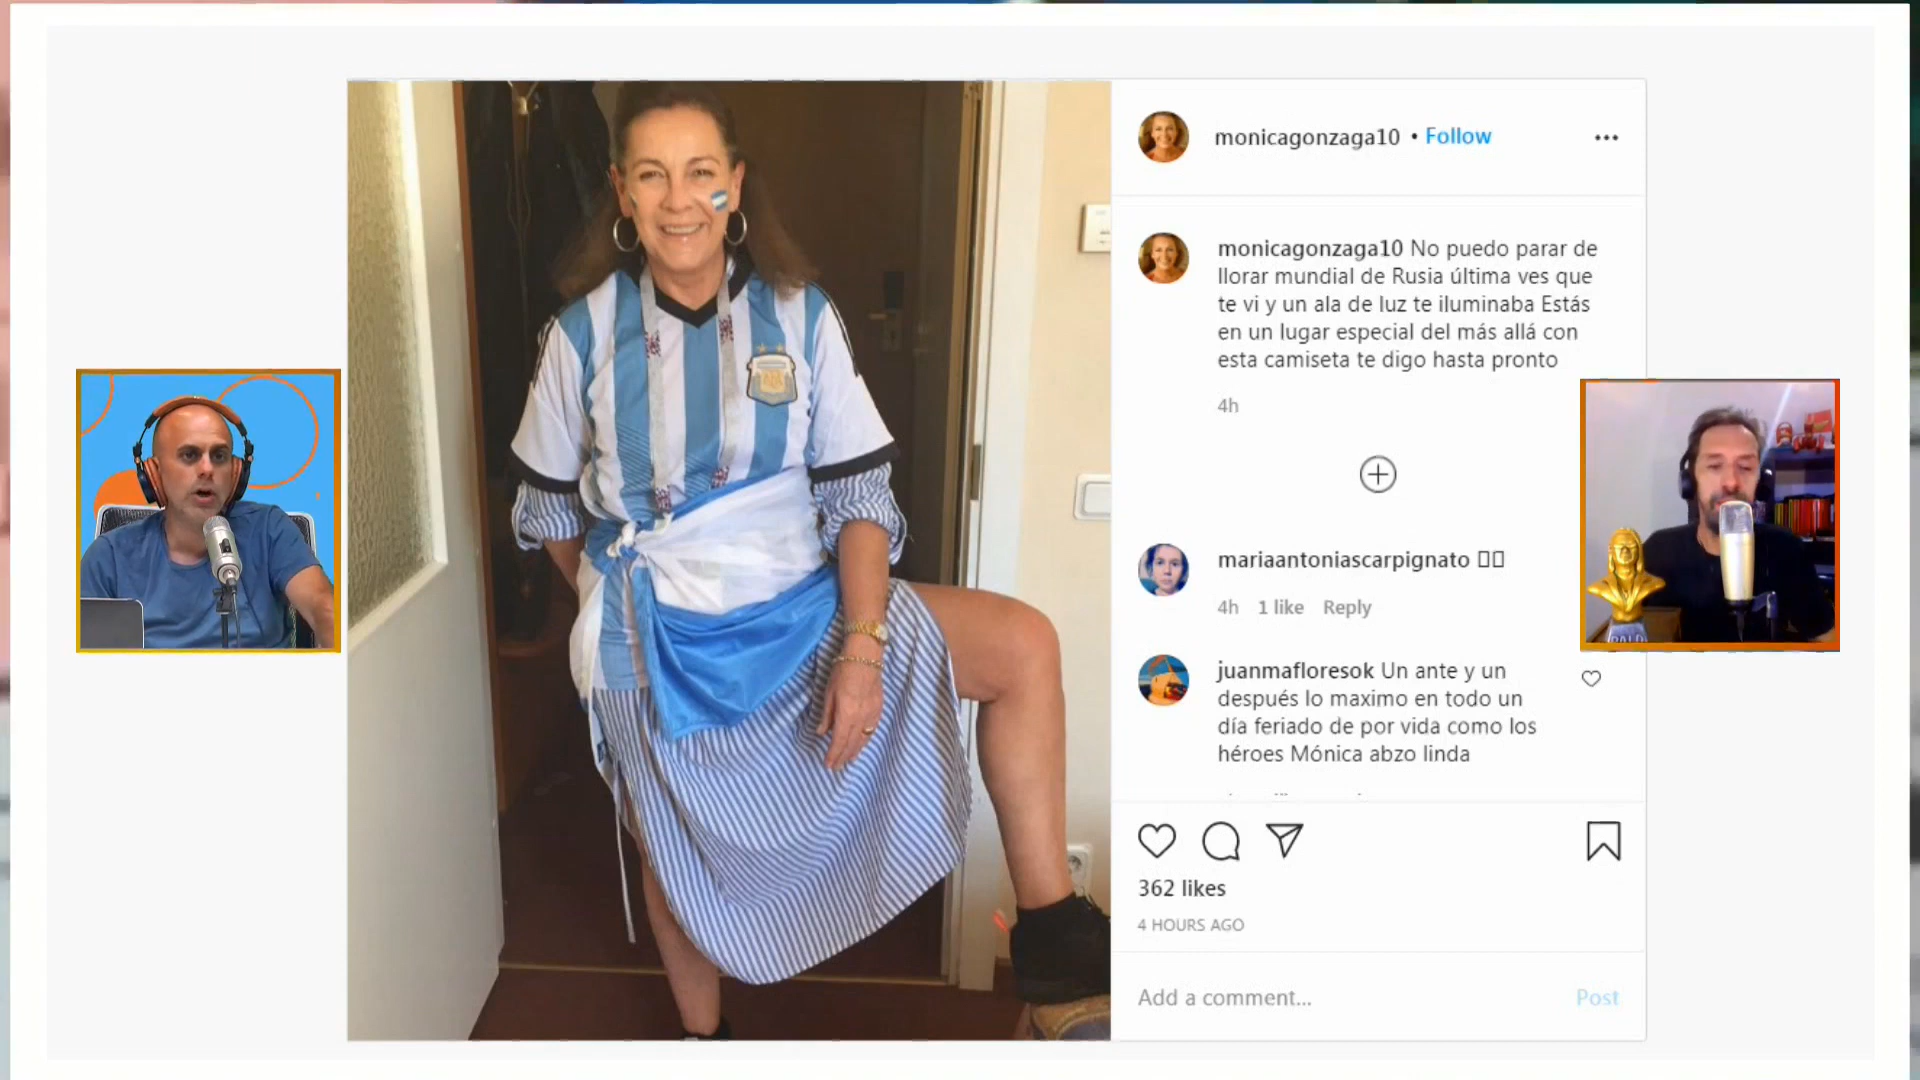 monicagonzaga10 • Follow
monicagonzaga10 No puedo parar de
llorar mundial de Rusia última ves que
te vi y un ala de luz te iluminaba Estás
en un lugar especial del más allá con
esta camiseta te digo hasta pronto
4h
mariaantoniascarpignato
4h 1 like Reply
juanmafloresok Un ante y un
después lo maximo en todo un
día feriado de por vida como los
héroes Mónica abzo linda
362 likes
4 HOURS AGO
Add a comment... Post